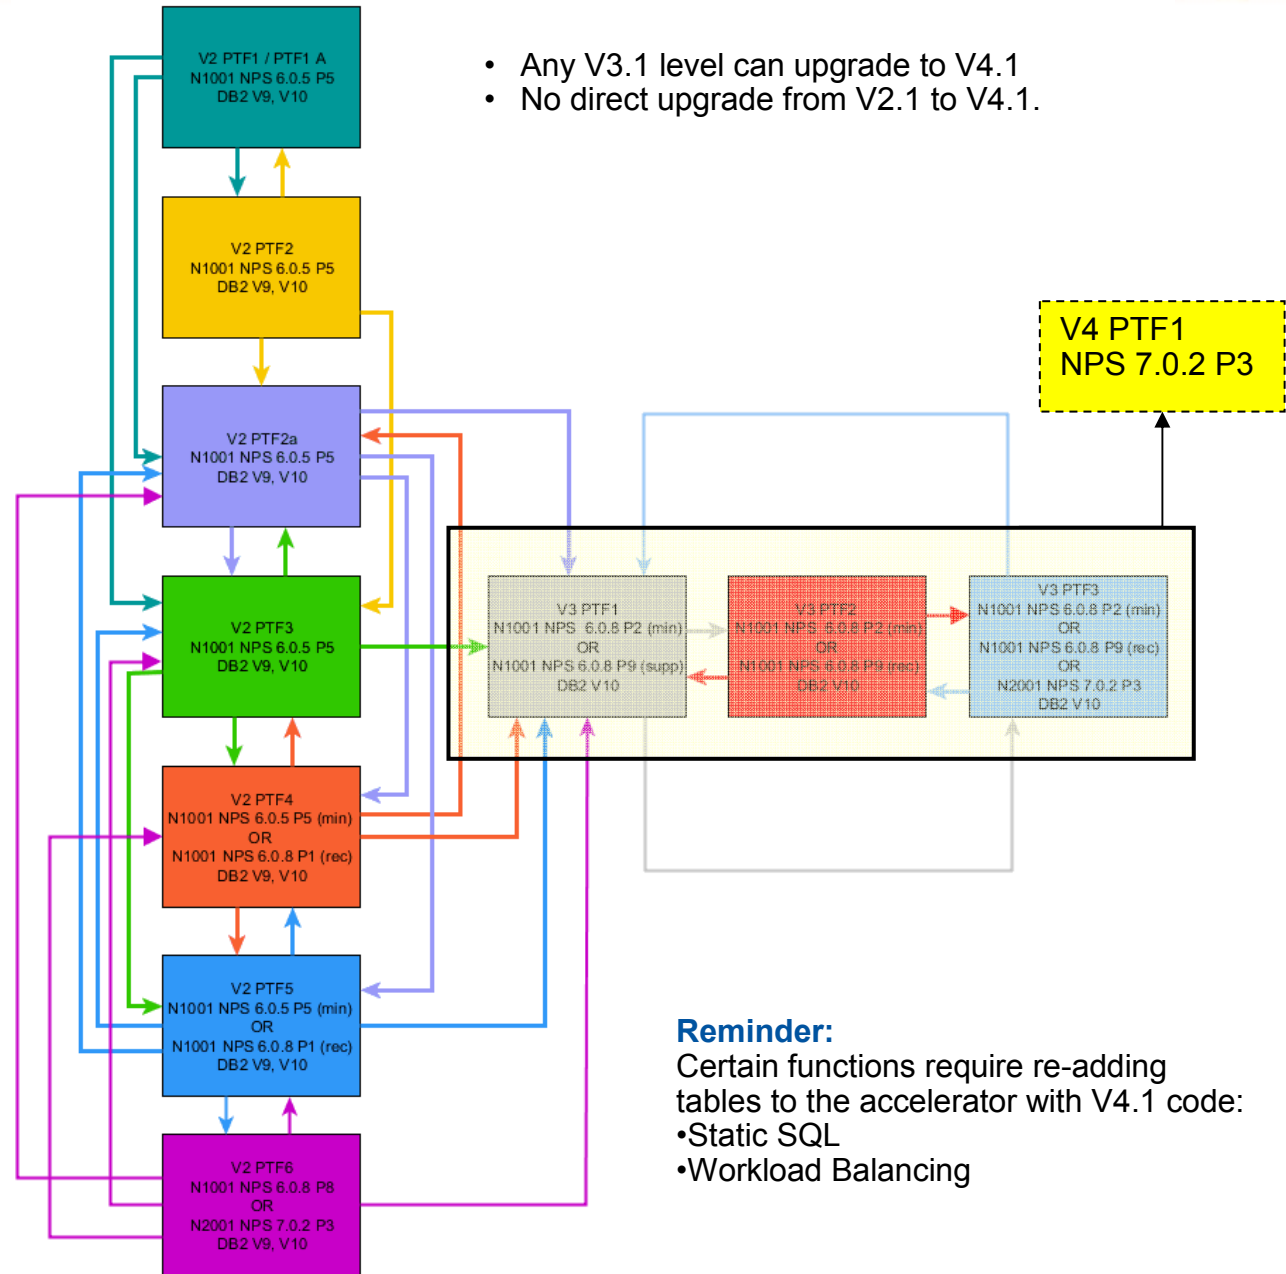 V2 PTF1 / PTF1 A
N1001 NPS 6.0.5 P5
DB2 V9, V10
• Any V3.1 level can upgrade to V4.1
• No direct upgrade from V2.1 to V4.1.
V2 PTF2
N1001 NPS 6.0.5 P5
DB2 V9, V10
V4 PTF1
NPS 7.0.2 P3
V2 PTF2a
N1001 NPS 6.0.5 P5
DB2 V9, V10
V2 PTF3
N1001 NPS 6.0.5 P5
DB2 V9, V10
V3 PTF1
N1001 NPS 6.0.8 P2 (min)
OR
N1001 NPS 6.0.8 P9 (supp)
DB2 V10
V3 PTF2
N1001 NPS 6.0.8 P2 (min)
OR
N1001 NPS 6.0.8 P9 (rec)
DB2 V10
V3 PTF3
N1001 NPS 6.0.8 P2 (min)
OR
N1001 NPS 6.0.8 P9 (rec)
OR
N2001 NPS 7.0.2 P3
DB2 V10
V2 PTF4
N1001 NPS 6.0.5 P5 (min)
OR
N1001 NPS 6.0.8 P1 (rec)
DB2 V9, V10
V2 PTF5
N1001 NPS 6.0.5 P5 (min)
OR
N1001 NPS 6.0.8 P1 (rec)
DB2 V9, V10
V2 PTF6
N1001 NPS 6.0.8 P8
OR
N2001 NPS 7.0.2 P3
DB2 V9, V10
Reminder:
Certain functions require re-adding
tables to the accelerator with V4.1 code:
•Static SQL
•Workload Balancing